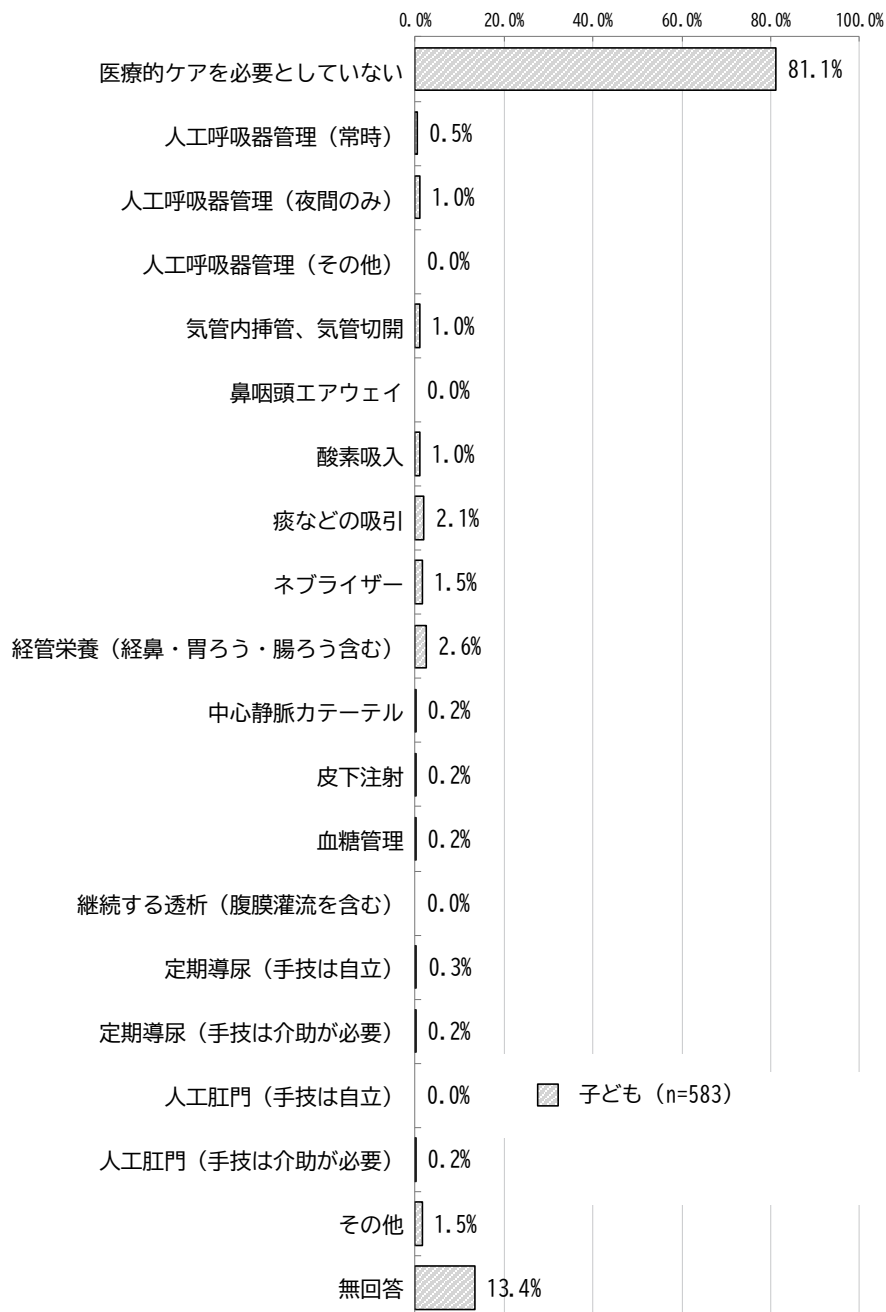 0.0% 20.0% 40.0% 60.0% 80.0% 100.0%
医療的ケアを必要としていない 81.1%
人工呼吸器管理（常時） 0.5%
人工呼吸器管理（夜間のみ） 1.0%
人工呼吸器管理（その他） 0.0%
気管内挿管、気管切開 1.0%
鼻咽頭エアウェイ 0.0%
酸素吸入 1.0%
痰などの吸引 2.1%
ネブライザー 1.5%
経管栄養（経鼻・胃ろう・腸ろう含む） 2.6%
中心静脈カテーテル 0.2%
皮下注射 0.2%
血糖管理 0.2%
継続する透析（腹膜灌流を含む） 0.0%
定期導尿（手技は自立） 0.3%
定期導尿（手技は介助が必要） 0.2%
人工肛門（手技は自立） 0.0% 子ども（n=583）
人工肛門（手技は介助が必要） 0.2%
その他 1.5%
無回答 13.4%